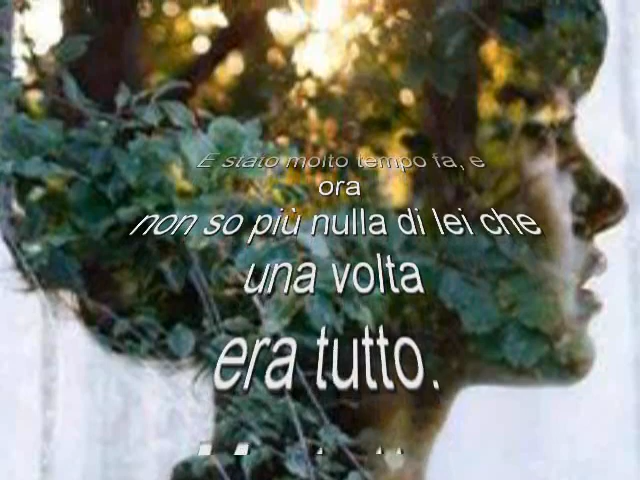 E stato molto tempo fa, e
ora
non so più nulla di lei che
una volta
era tutto.